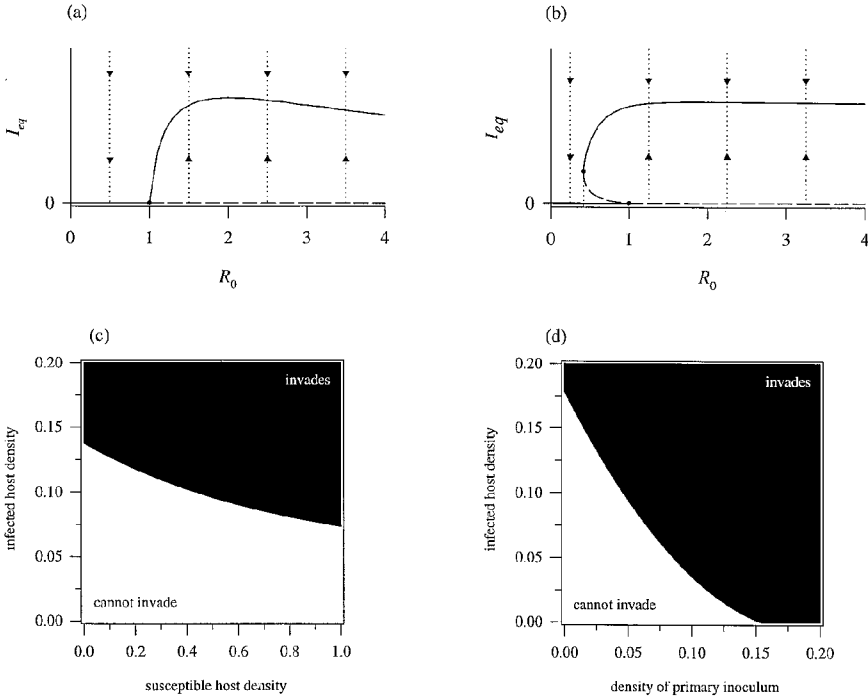 (a)
I_eq
0
0 1 2 3 4
R_0
(b)
I_eq
0
0 1 2 3 4
R_0
(c)
0.20
0.15
0.10
0.05
0.00
infected host density
invades
cannot invade
0.0 0.2 0.4 0.6 0.8 1.0
susceptible host density
(d)
0.20
0.15
0.10
0.05
0.00
infected host density
invades
cannot invade
0.00 0.05 0.10 0.15 0.20
density of primary inoculum